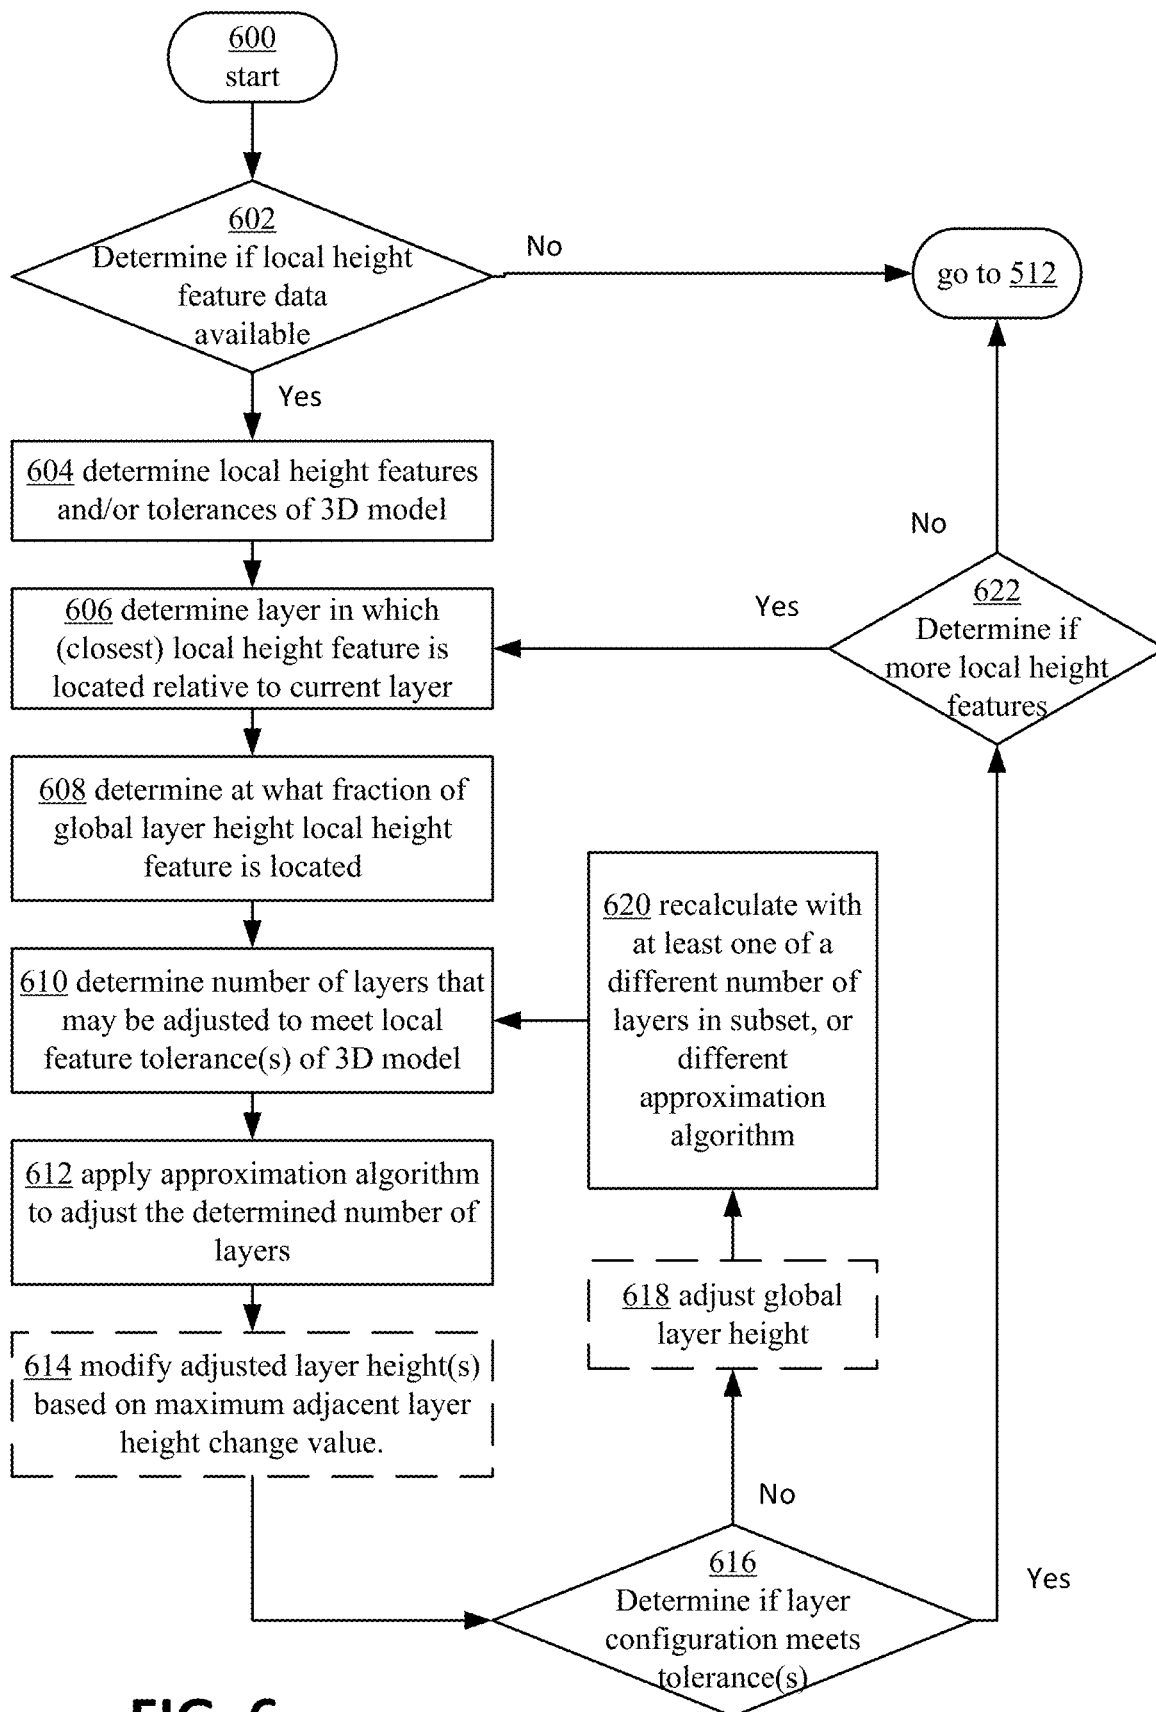 600
start
602
Determine if local height
feature data
available
No
go to 512
Yes
604 determine local height features
and/or tolerances of 3D model
No
606 determine layer in which
(closest) local height feature is
located relative to current layer
Yes
622
Determine if
more local height
features
608 determine at what fraction of
global layer height local height
feature is located
620 recalculate with
at least one of a
different number of
layers in subset, or
different
approximation
algorithm
610 determine number of layers that
may be adjusted to meet local
feature tolerance(s) of 3D model
612 apply approximation algorithm
to adjust the determined number of
layers
618 adjust global
layer height
614 modify adjusted layer height(s)
based on maximum adjacent layer
height change value.
No
616
Determine if layer
configuration meets
tolerance(s)
Yes
FIG. 6